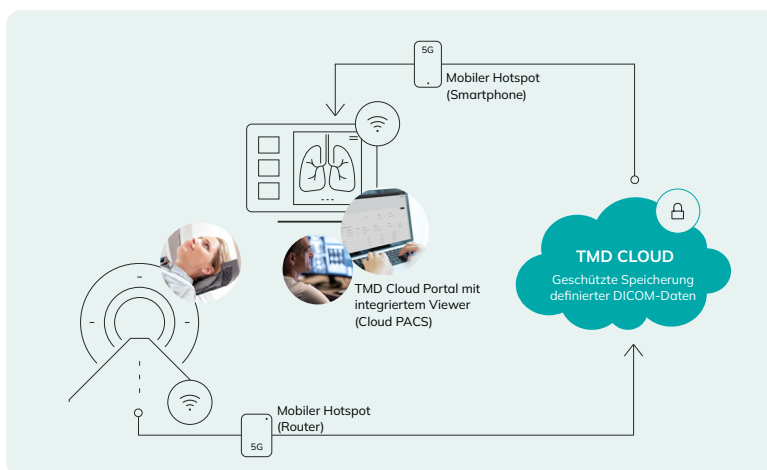 5G
Mobiler Hotspot
(Smartphone)
TMD CLOUD
Geschützte Speicherung
definierter DICOM-Daten
TMD Cloud Portal mit
integriertem Viewer
(Cloud PACS)
Mobiler Hotspot
(Router)
5G